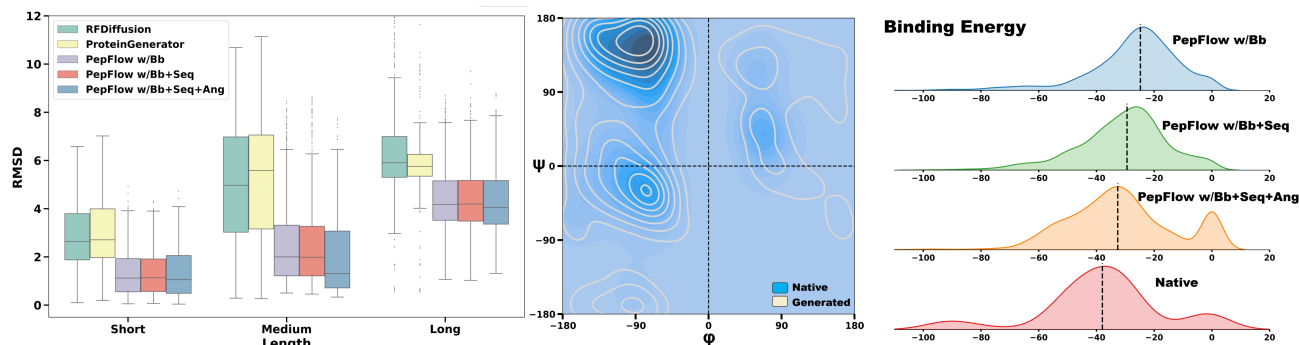 12
10
8
6
4
2
0
RMSD
RFDiffusion
ProteinGenerator
PepFlow w/Bb
PepFlow w/Bb+Seq
PepFlow w/Bb+Seq+Ang
Short
Medium
Long
Length
180
90
0
−90
−180
ψ
Native
Generated
−180
−90
0
90
180
φ
Binding Energy
PepFlow w/Bb
−100 −80 −60 −40 −20 0 20
PepFlow w/Bb+Seq
−100 −80 −60 −40 −20 0 20
PepFlow w/Bb+Seq+Ang
−100 −80 −60 −40 −20 0 20
Native
−100 −80 −60 −40 −20 0 20